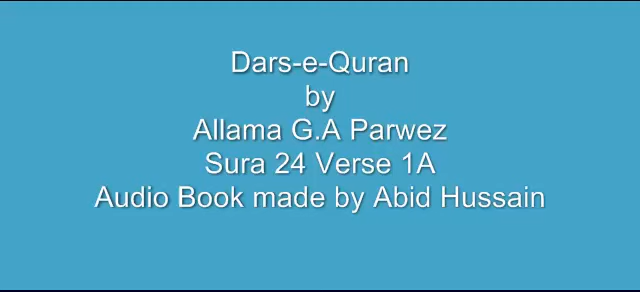 Dars-e-Quran
by
Allama G.A Parwez
Sura 24 Verse 1A
Audio Book made by Abid Hussain